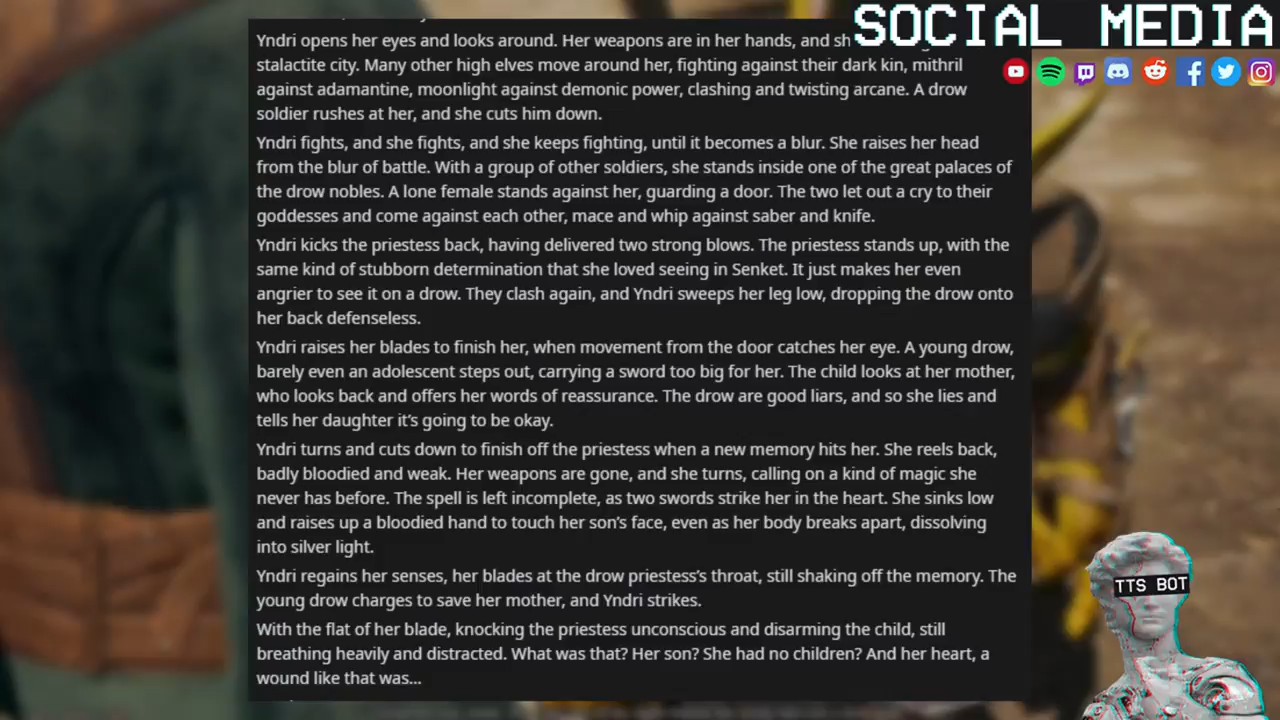 SOCIAL MEDIA
Yndri opens her eyes and looks around. Her weapons are in her hands, and sh
stalactite city. Many other high elves move around her, fighting against their dark kin, mithril
against adamantine, moonlight against demonic power, clashing and twisting arcane. A drow
soldier rushes at her, and she cuts him down.
Yndri fights, and she fights, and she keeps fighting, until it becomes a blur. She raises her head
from the blur of battle. With a group of other soldiers, she stands inside one of the great palaces of
the drow nobles. A lone female stands against her, guarding a door. The two let out a cry to their
goddesses and come against each other, mace and whip against saber and knife.
Yndri kicks the priestess back, having delivered two strong blows. The priestess stands up, with the
same kind of stubborn determination that she loved seeing in Senket. It just makes her even
angrier to see it on a drow. They clash again, and Yndri sweeps her leg low, dropping the drow onto
her back defenseless.
Yndri raises her blades to finish her, when movement from the door catches her eye. A young drow,
barely even an adolescent steps out, carrying a sword too big for her. The child looks at her mother,
who looks back and offers her words of reassurance. The drow are good liars, and so she lies and
tells her daughter it's going to be okay.
Yndri turns and cuts down to finish off the priestess when a new memory hits her. She reels back,
badly bloodied and weak. Her weapons are gone, and she turns, calling on a kind of magic she
never has before. The spell is left incomplete, as two swords strike her in the heart. She sinks low
and raises up a bloodied hand to touch her son's face, even as her body breaks apart, dissolving
into silver light.
Yndri regains her senses, her blades at the drow priestess's throat, still shaking off the memory. The
young drow charges to save her mother, and Yndri strikes.
With the flat of her blade, knocking the priestess unconscious and disarming the child, still
breathing heavily and distracted. What was that? Her son? She had no children? And her heart, a
wound like that was...
TTS BOT